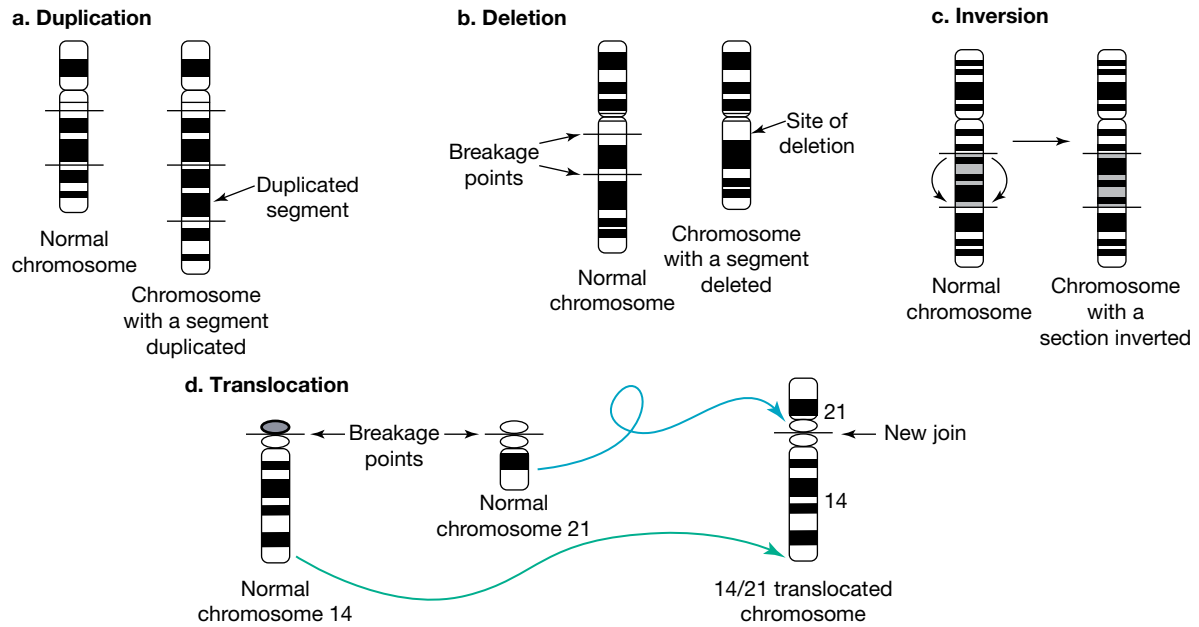 a. Duplication
Normal
chromosome
Duplicated
segment
Chromosome
with a segment
duplicated
b. Deletion
Breakage
points
Site of
deletion
Normal
chromosome
Chromosome
with a segment
deleted
c. Inversion
Normal
chromosome
Chromosome
with a
section inverted
d. Translocation
Breakage
points
Normal
chromosome 14
Normal
chromosome 21
21
New join
14
14/21 translocated
chromosome